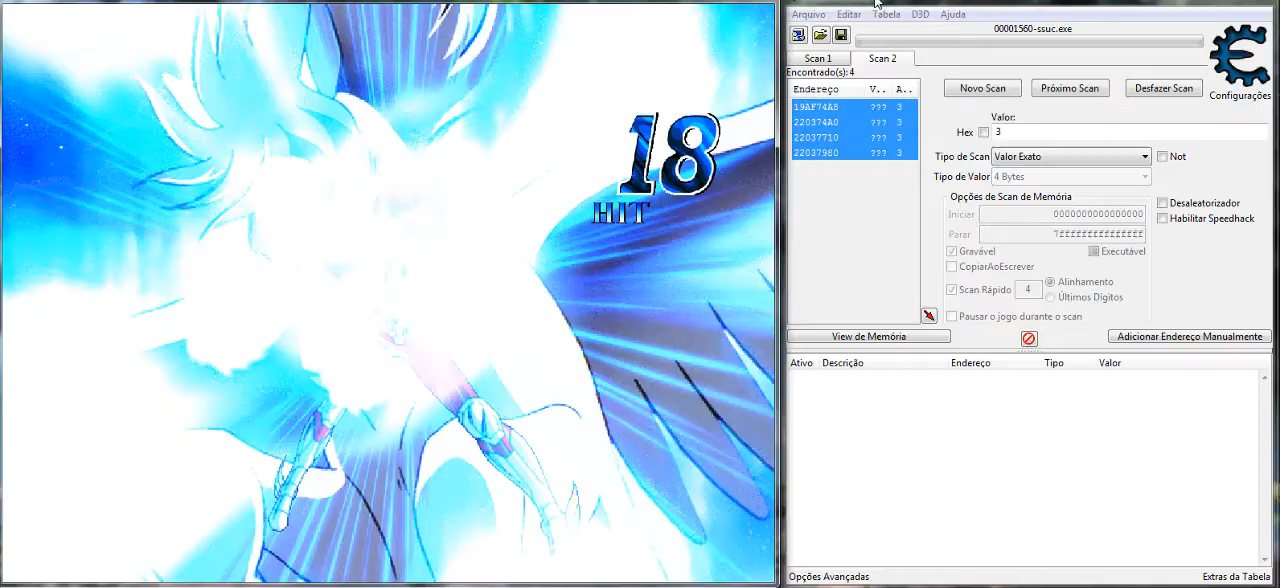 18
HIT
Arquivo Editar Tabela D3D Ajuda
00001560-ssuc.exe
Scan 1 Scan 2
Encontrado(s):4
Endereço V.. A..
19AF74A8 ??? 3
220374A0 ??? 3
22037710 ??? 3
22037980 ??? 3
Novo Scan Próximo Scan Desfazer Scan
Configurações
Valor:
Hex 3
Tipo de Scan Valor Exato Not
Tipo de Valor 4 Bytes
Opções de Scan de Memória
Iniciar 0000000000000000
Parar 7fffffffffffffff
Gravável Executável
CopiarAoEscrever
Scan Rápido 4 Alinhamento
Últimos Dígitos
Pausar o jogo durante o scan
Desaleatorizador
Habilitar Speedhack
View de Memória Adicionar Endereço Manualmente
Ativo Descrição Endereço Tipo Valor
Opções Avançadas Extras da Tabela